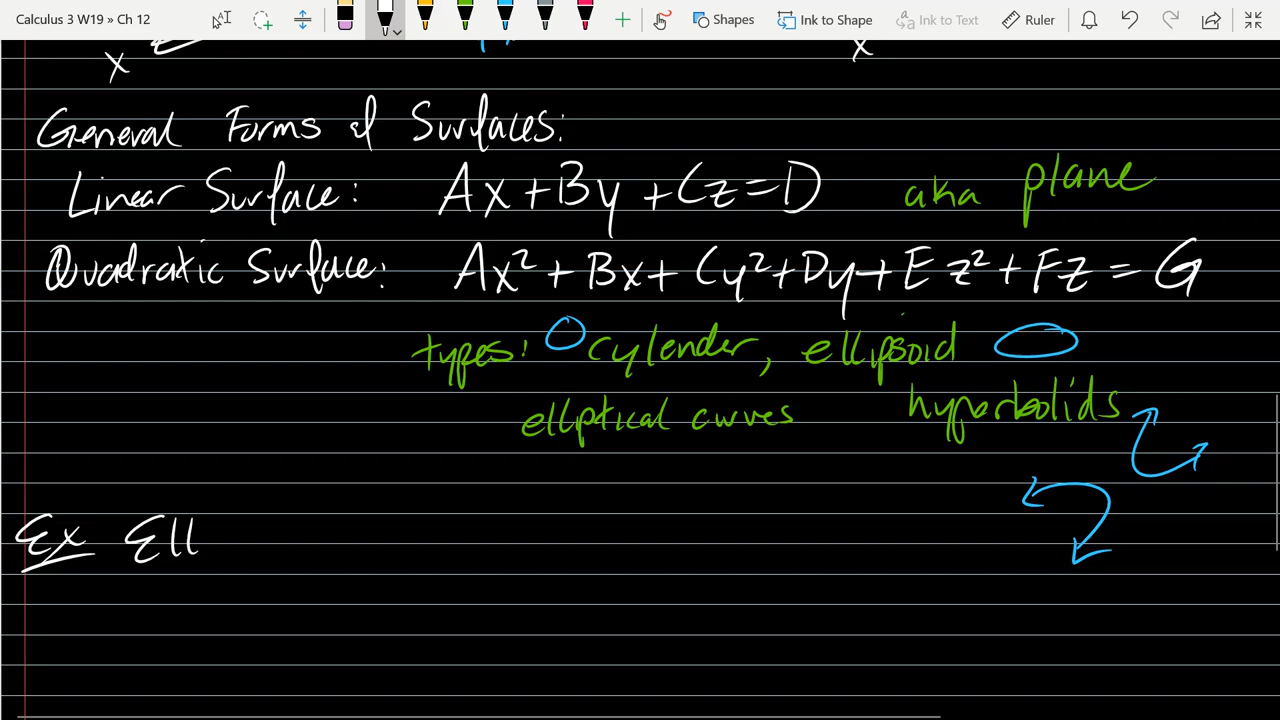 Calculus 3 W19 » Ch 12
Shapes
Ink to Shape
Ink to Text
Ruler
x
x
General Forms of Surfaces:
Linear Surface: Ax + By + Cz = D aka plane
Quadratic Surface: Ax² + Bx + Cy² + Dy + Ez² + Fz = G
types: cylender, ellipsoid
elliptical curves hyperbolids
Ex Ell